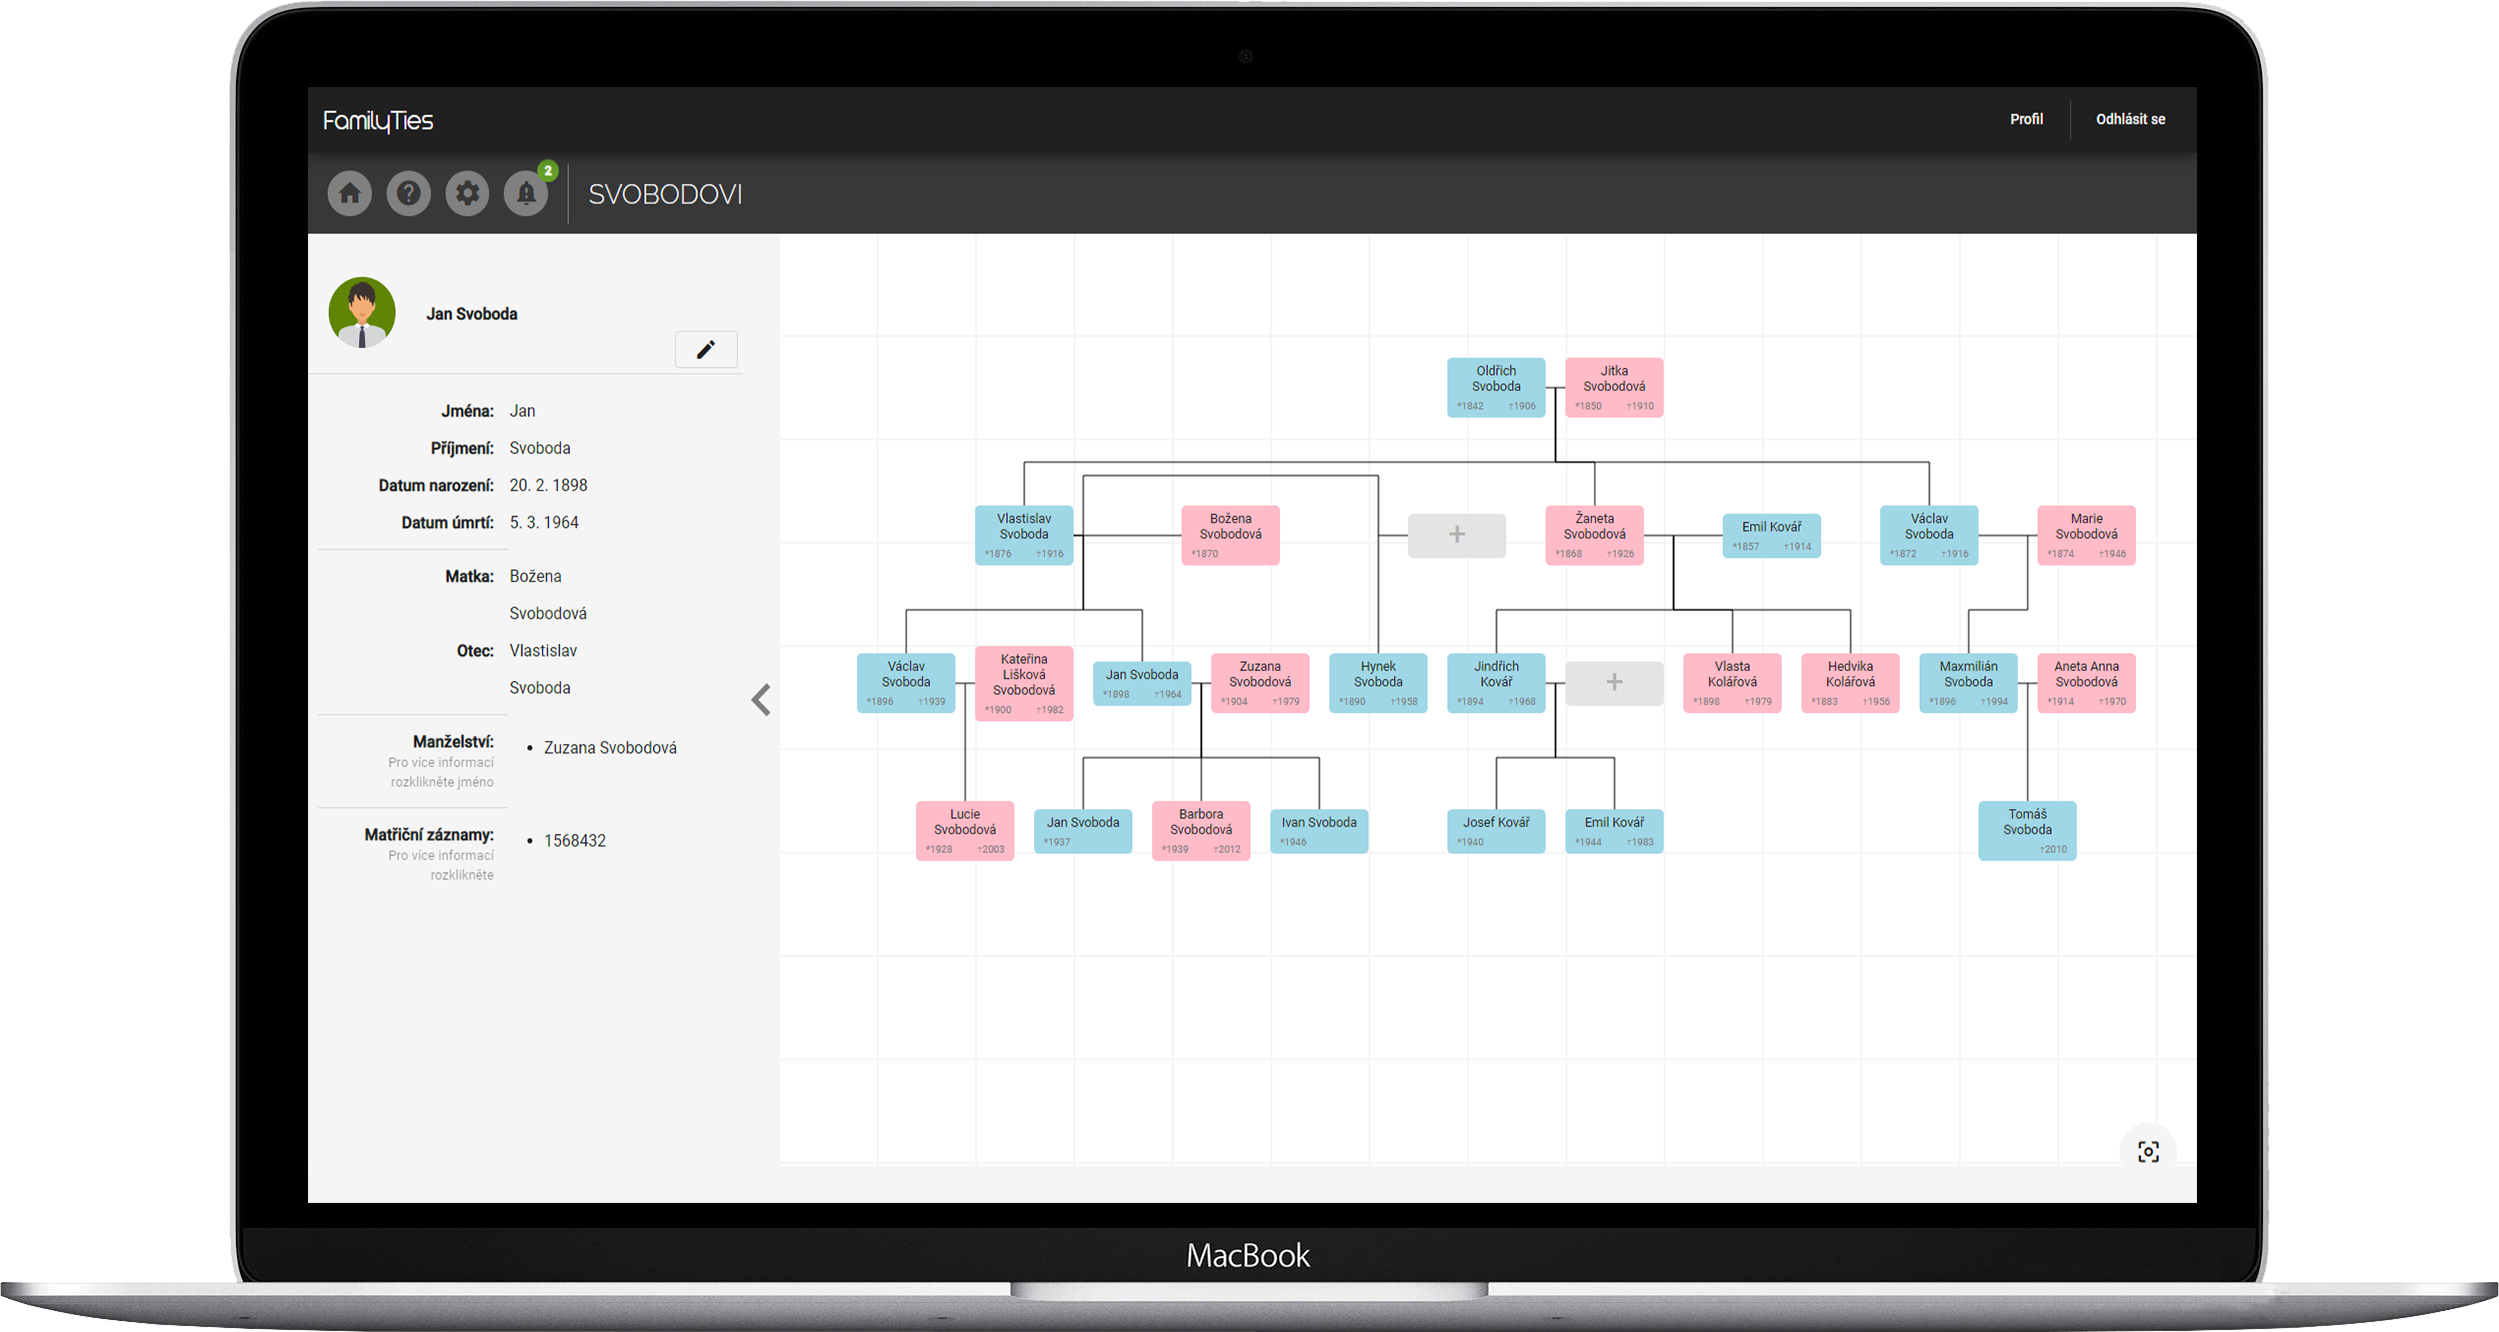 FamilyTies
Profil
Odhlásit se
2
SVOBODOVI
Jan Svoboda
Jména: Jan
Příjmení: Svoboda
Datum narození: 20. 2. 1898
Datum úmrtí: 5. 3. 1964
Matka: Božena
Svobodová
Otec: Vlastislav
Svoboda
Manželství:
• Zuzana Svobodová
Pro více informací
rozklikněte jméno
Matřiční záznamy:
• 1568432
Pro více informací
rozklikněte
Oldřich
Svoboda
*1842 †1906
Jitka
Svobodová
*1850 †1910
Vlastislav
Svoboda
*1876 †1916
Božena
Svobodová
*1870
+
Žaneta
Svobodová
*1868 †1926
Emil Kovář
*1857 †1914
Václav
Svoboda
*1872 †1916
Marie
Svobodová
*1874 †1946
Václav
Svoboda
*1896 †1939
Kateřina
Lišková
Svobodová
*1900 †1982
Jan Svoboda
*1898 †1964
Zuzana
Svobodová
*1904 †1979
Hynek
Svoboda
*1890 †1958
Jindřich
Kovář
*1894 †1968
+
Vlasta
Kolářová
*1898 †1979
Hedvika
Kolářová
*1883 †1956
Maxmilián
Svoboda
*1896 †1994
Aneta Anna
Svobodová
*1914 †1970
Lucie
Svobodová
*1928 †2003
Jan Svoboda
*1937
Barbora
Svobodová
*1939 †2012
Ivan Svoboda
*1946
Josef Kovář
*1940
Emil Kovář
*1944 †1983
Tomáš
Svoboda
†2010
MacBook